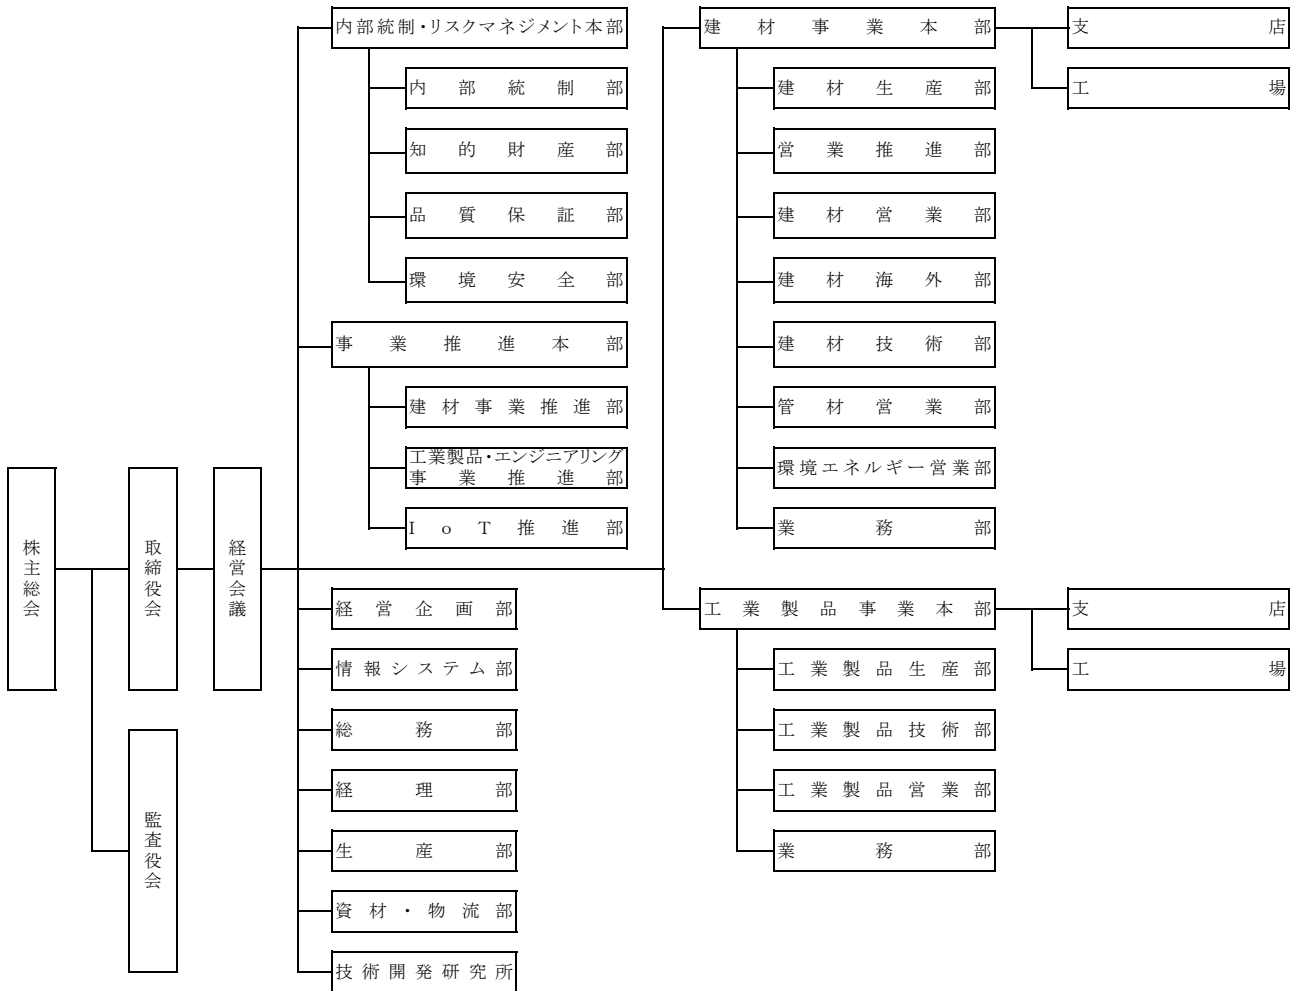 株主総会
取締役会
監査役会
経営会議
内部統制・リスクマネジメント本部
内部統制部
知的財産部
品質保証部
環境安全部
事業推進本部
建材事業推進部
工業製品・エンジニアリング
事業推進部
IoT推進部
経営企画部
情報システム部
総務部
経理部
生産部
資材・物流部
技術開発研究所
建材事業本部
支店
工場
建材生産部
営業推進部
建材営業部
建材海外部
建材技術部
管材営業部
環境エネルギー営業部
業務部
工業製品事業本部
支店
工場
工業製品生産部
工業製品技術部
工業製品営業部
業務部